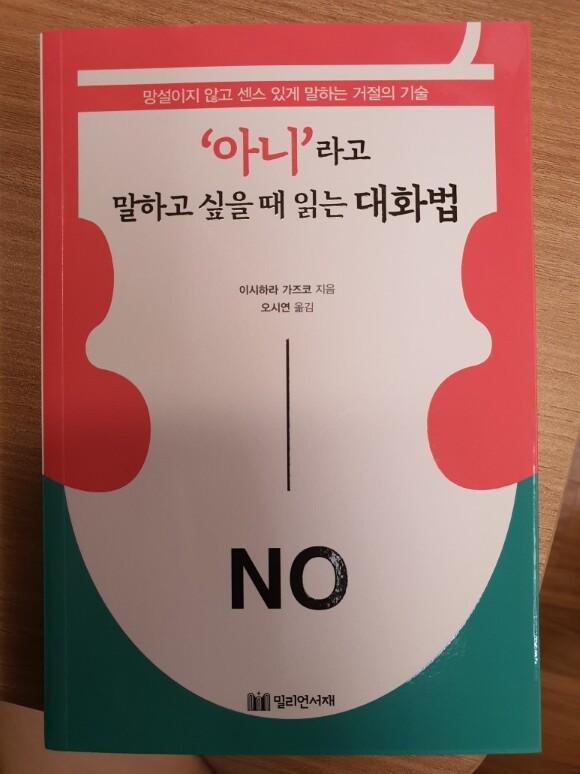 망설이지 않고 센스 있게 말하는 거절의 기술
‘아니’라고
말하고 싶을 때 읽는 대화법
이시하라 가즈코 지음
오시연 옮김
NO
밀리언서재